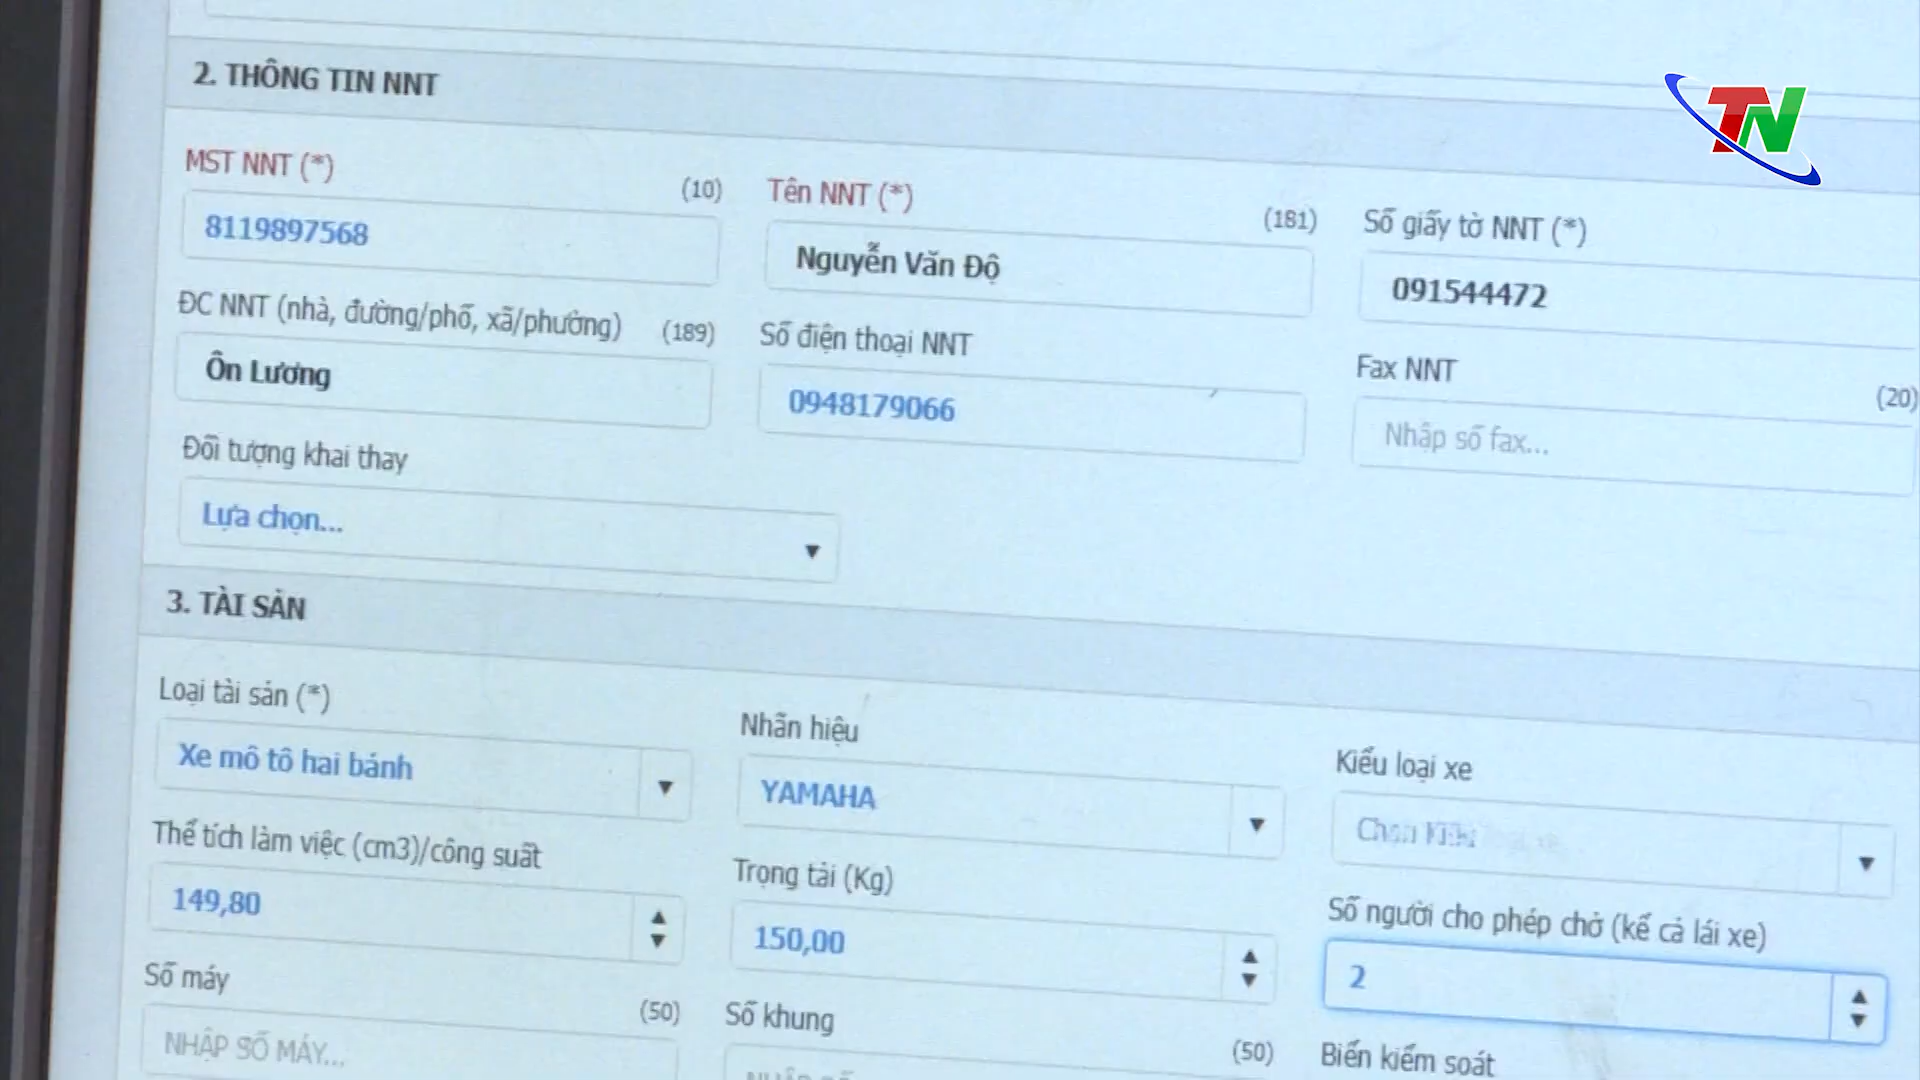 TN
2. THÔNG TIN NNT
MST NNT (*) (10)
8119897568
Tên NNT (*) (181)
Nguyễn Văn Độ
Số giấy tờ NNT (*)
091544472
ĐC NNT (nhà, đường/phố, xã/phường) (189)
Ôn Lương
Số điện thoại NNT
0948179066
Fax NNT (20)
Nhập số fax...
Đối tượng khai thay
Lựa chọn...
3. TÀI SẢN
Loại tài sản (*)
Xe mô tô hai bánh
Nhãn hiệu
YAMAHA
Kiểu loại xe
Chọn
Thể tích làm việc (cm3)/công suất
149,80
Trọng tải (Kg)
150,00
Số người cho phép chở (kể cả lái xe)
2
Số máy (50)
NHẬP SỐ MÁY...
Số khung (50)
Biển kiểm soát